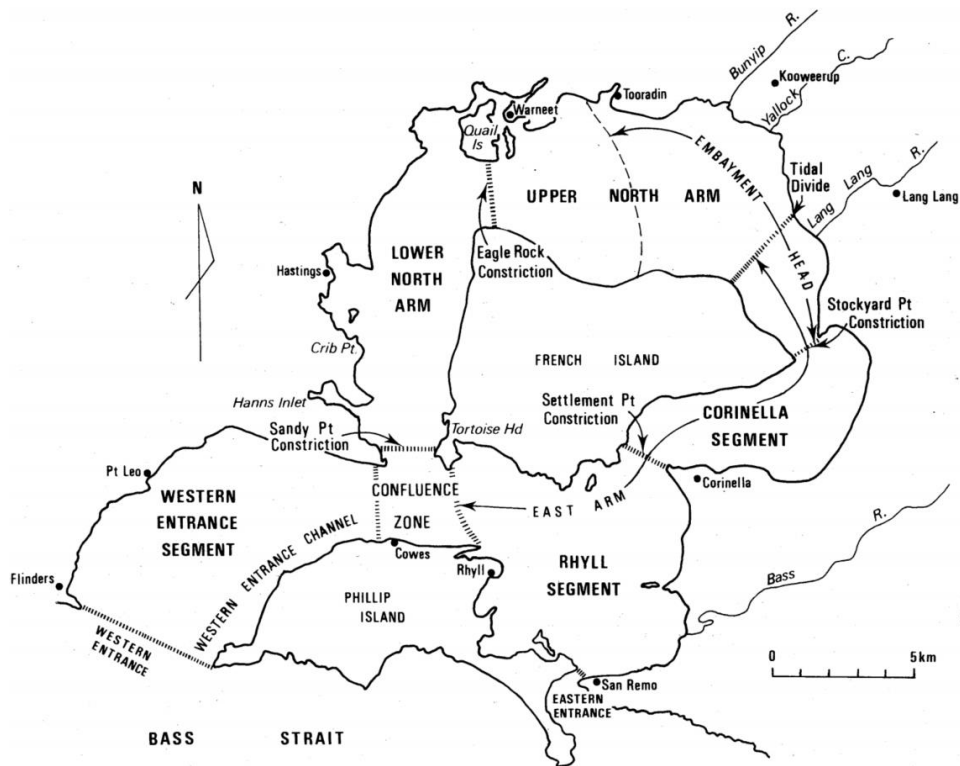 Bunyip R.
Kooweerup
Yallock C.
Tooradin
Warneet
Quail
Is
EMBAYMENT HEAD
Tidal
Divide
Lang Lang R.
Lang Lang
N
UPPER NORTH ARM
LOWER
NORTH
ARM
Eagle Rock
Constriction
Hastings
Stockyard Pt
Constriction
Crib Pt.
FRENCH ISLAND
Hanns Inlet
Settlement Pt
Constriction
CORINELLA
SEGMENT
Sandy Pt
Constriction
Tortoise Hd
Pt Leo
WESTERN
ENTRANCE
SEGMENT
CONFLUENCE
ZONE
EAST ARM
Corinella
WESTERN ENTRANCE CHANNEL
Cowes
Rhyll
RHYLL
SEGMENT
Bass R.
Flinders
PHILLIP
ISLAND
WESTERN
ENTRANCE
0 5km
San Remo
EASTERN
ENTRANCE
BASS STRAIT